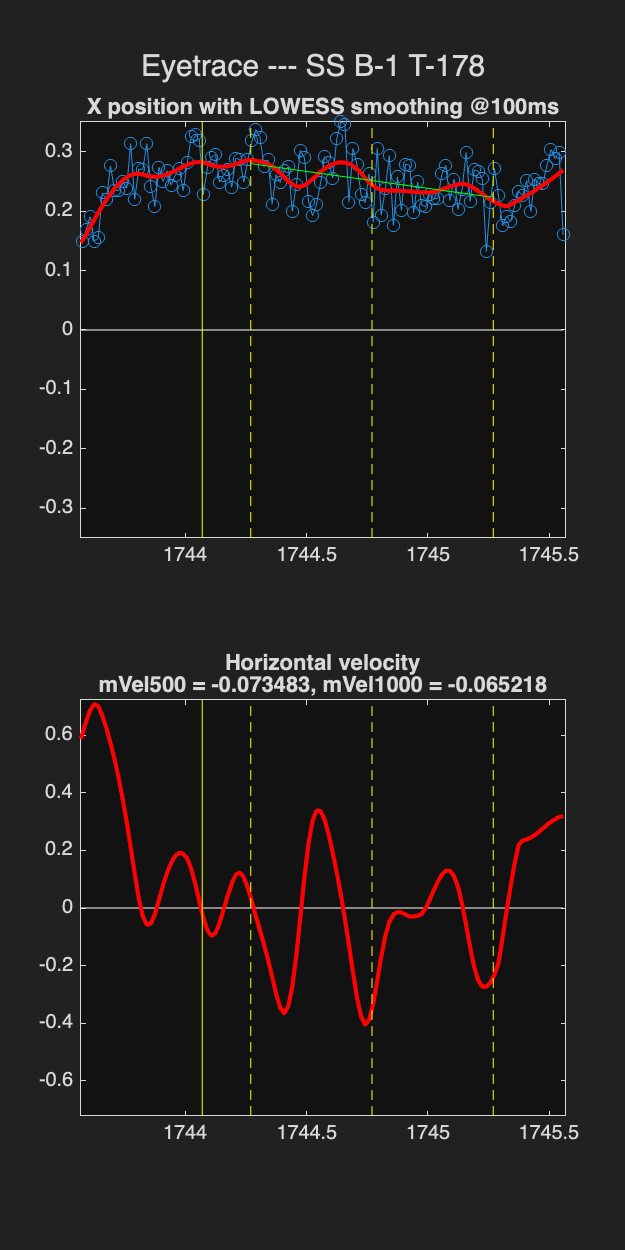 Eyetrace --- SS B-1 T-178
X position with LOWESS smoothing @100ms
0.3
0.2
0.1
0
-0.1
-0.2
-0.3
1744 1744.5 1745 1745.5
Horizontal velocity
mVel500 = -0.073483, mVel1000 = -0.065218
0.6
0.4
0.2
0
-0.2
-0.4
-0.6
1744 1744.5 1745 1745.5